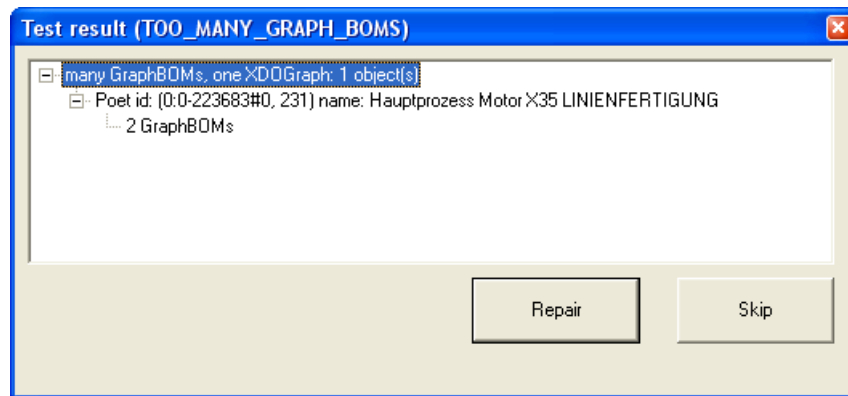 Test result (TOO_MANY_GRAPH_BOMS)
many GraphBOMs, one XDOGraph: 1 object(s)
Poet id: (0:0-223683#0, 231) name: Hauptprozess Motor X35 LINIENFERTIGUNG
2 GraphBOMs
Repair
Skip